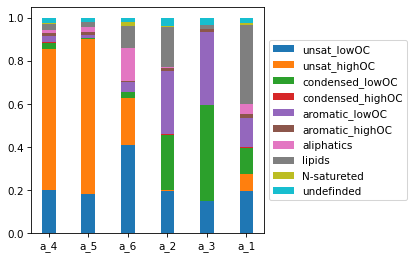 1.0
0.8
0.6
0.4
0.2
0.0
a_4 a_5 a_6 a_2 a_3 a_1
unsat_lowOC
unsat_highOC
condensed_lowOC
condensed_highOC
aromatic_lowOC
aromatic_highOC
aliphatics
lipids
N-satureted
undefinded